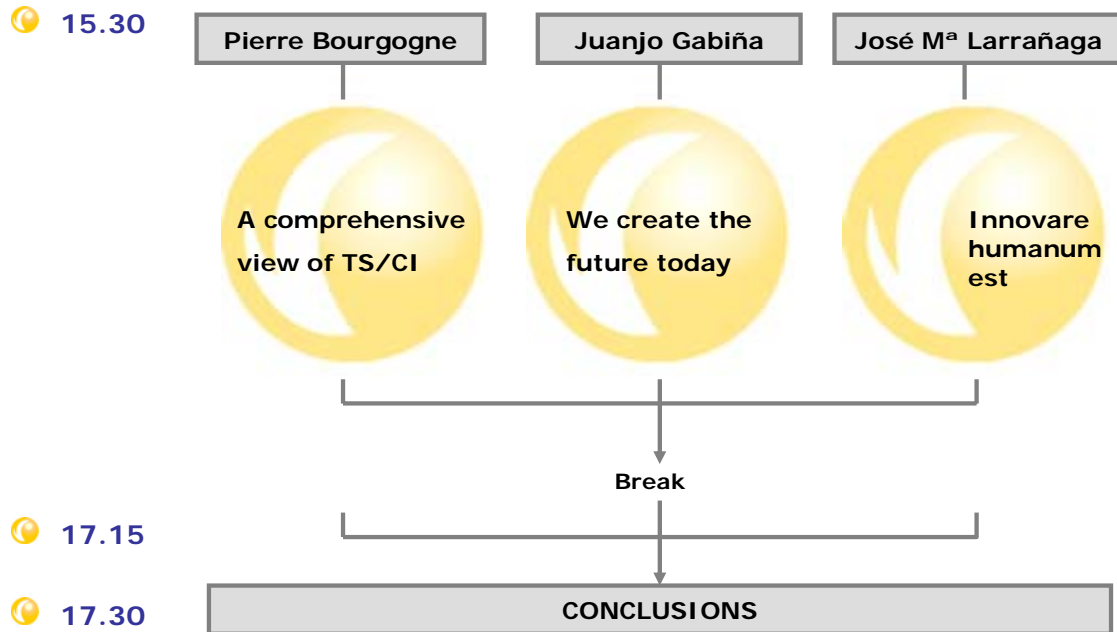 15.30
Pierre Bourgogne
Juanjo Gabiña
José Mª Larrañaga
A comprehensive
view of TS/CI
We create the
future today
Innovare
humanum
est
Break
17.15
17.30
CONCLUSIONS